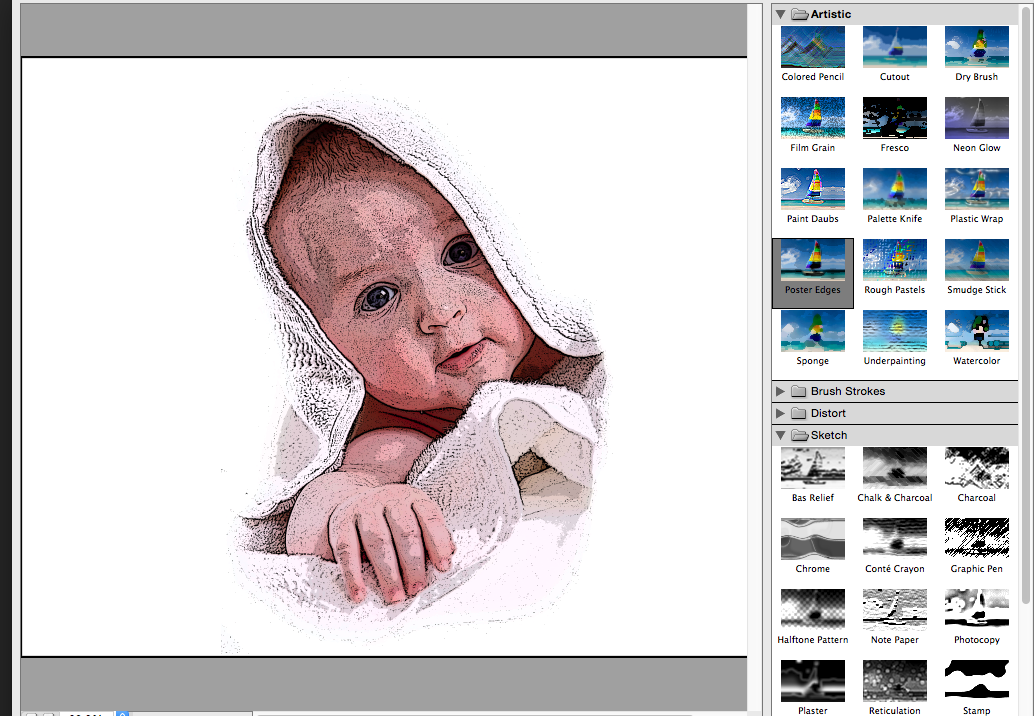 Artistic
Colored Pencil
Cutout
Dry Brush
Film Grain
Fresco
Neon Glow
Paint Daubs
Palette Knife
Plastic Wrap
Poster Edges
Rough Pastels
Smudge Stick
Sponge
Underpainting
Watercolor
Brush Strokes
Distort
Sketch
Bas Relief
Chalk & Charcoal
Charcoal
Chrome
Conté Crayon
Graphic Pen
Halftone Pattern
Note Paper
Photocopy
Plaster
Reticulation
Stamp